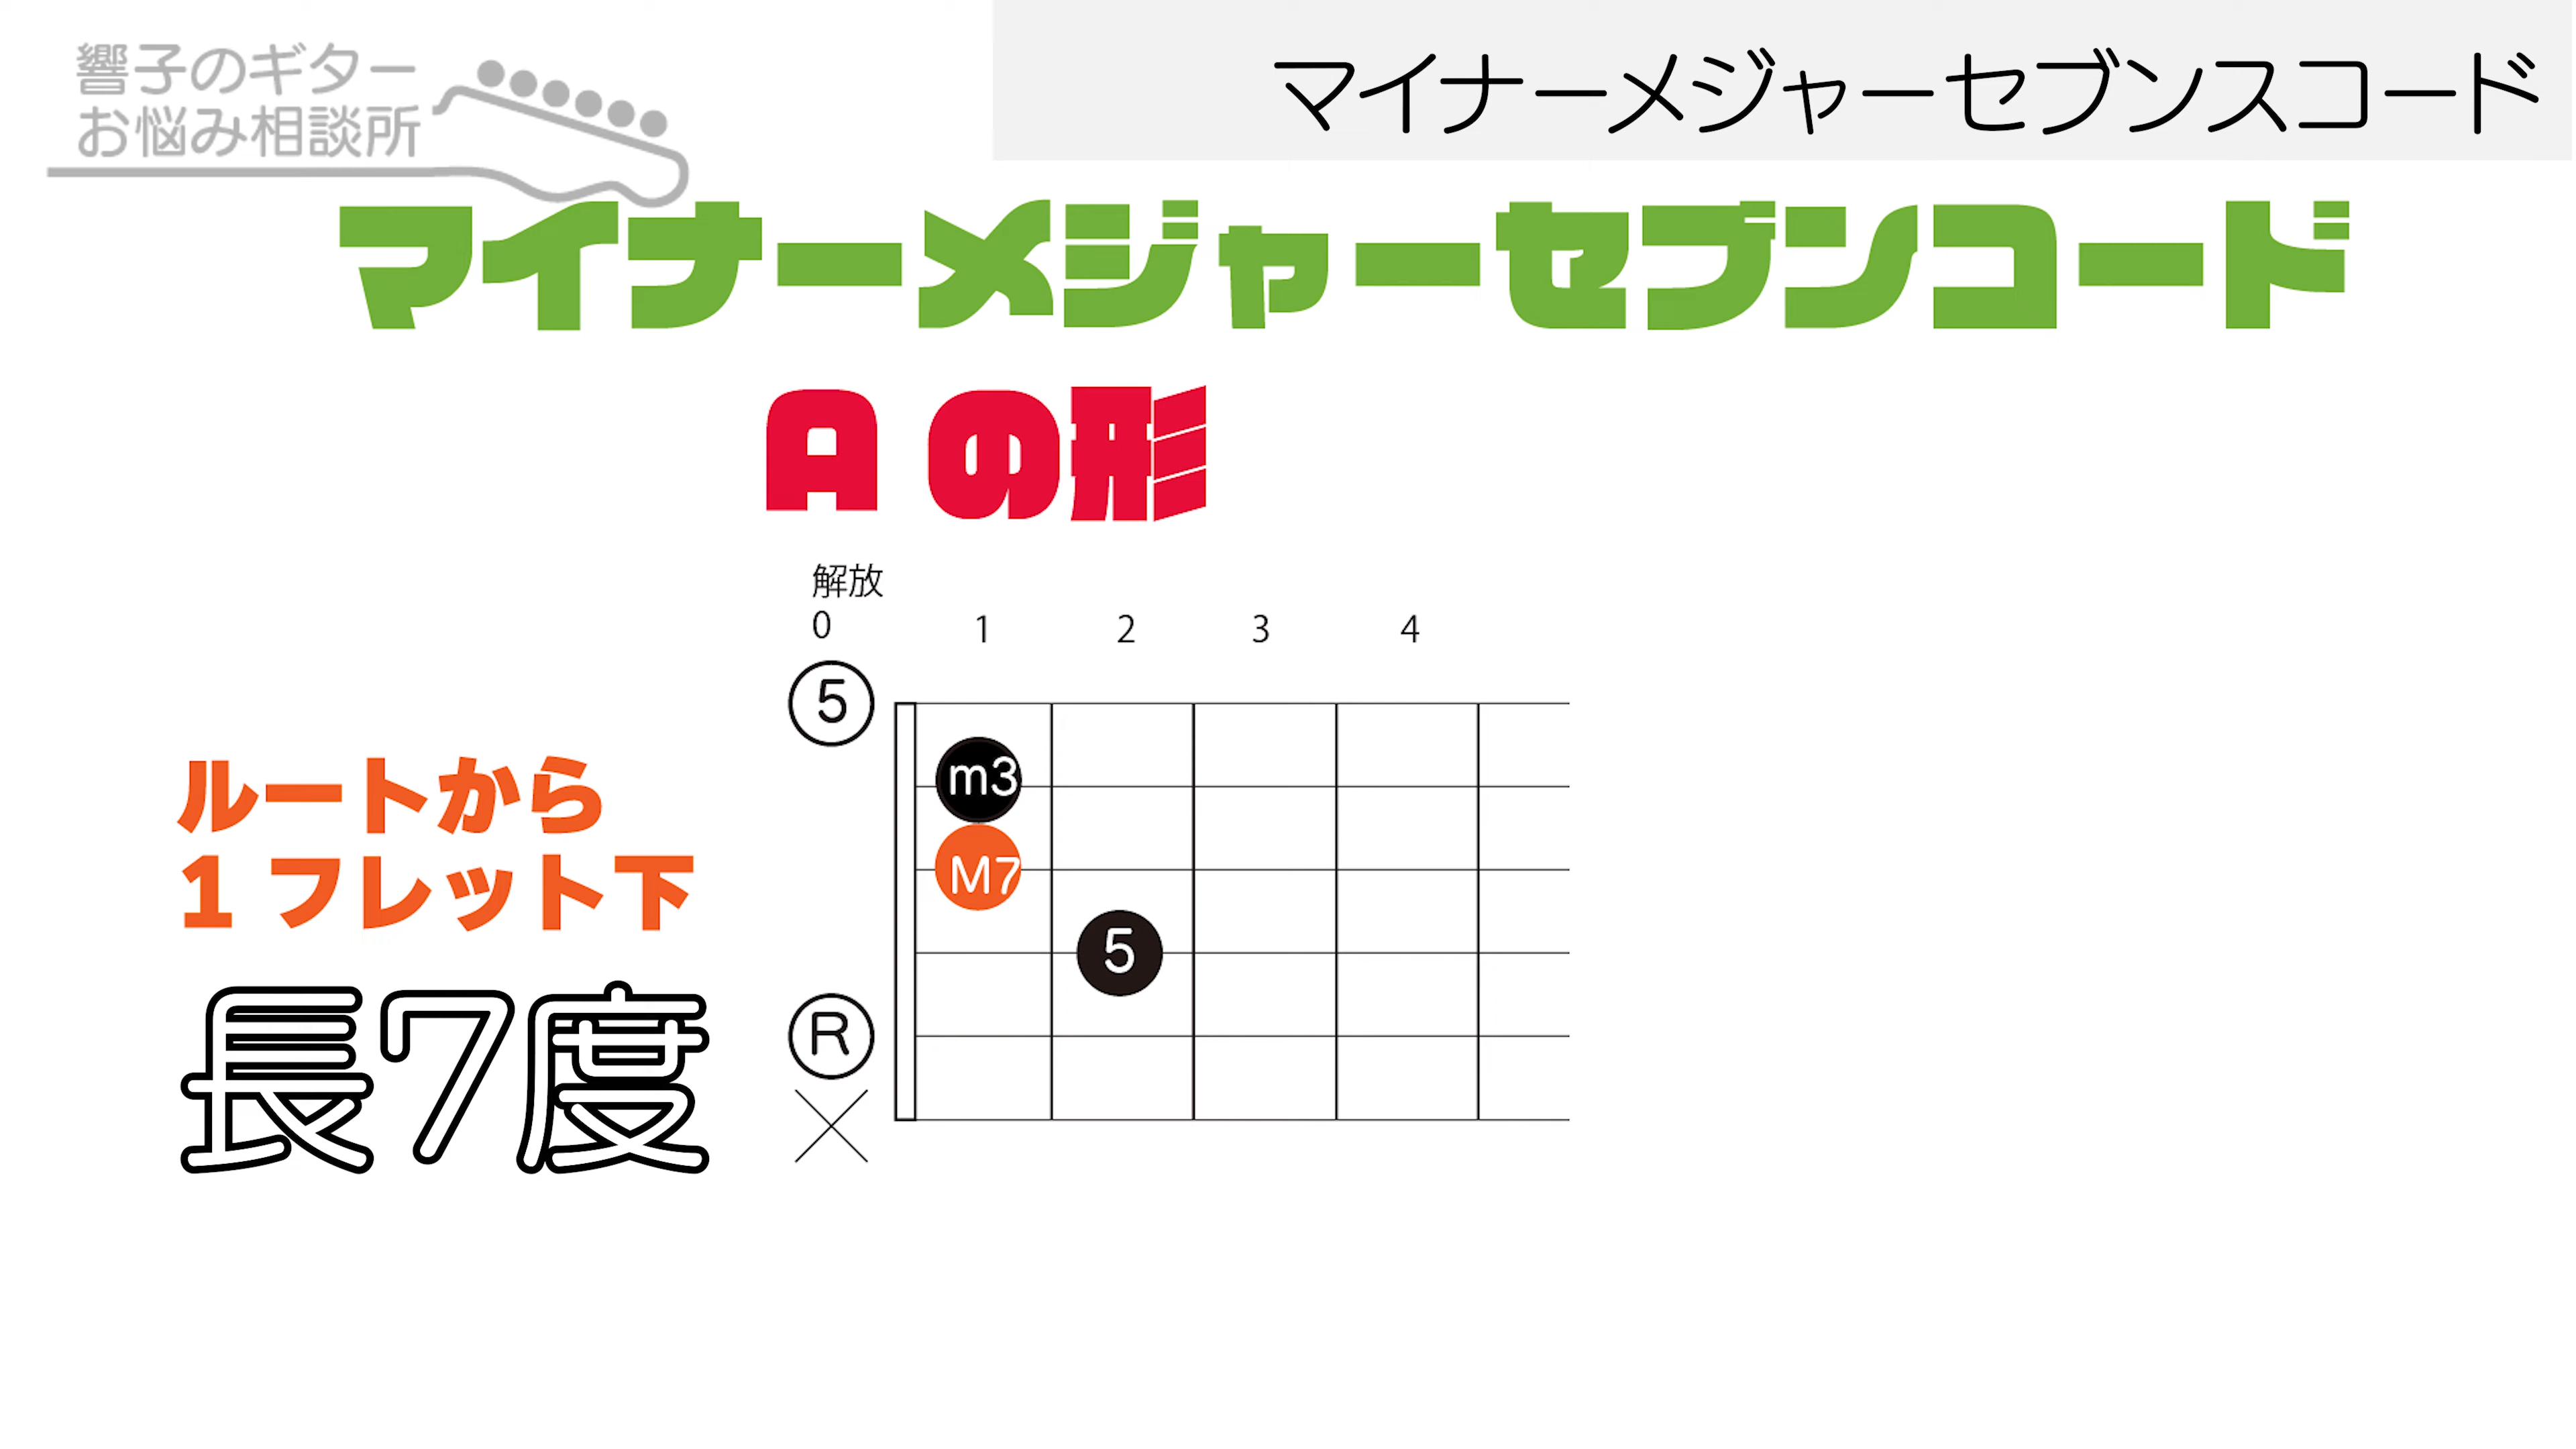 響子のギター
お悩み相談所
マイナーメジャーセブンスコード
マイナーメジャーセブンコード
A の形
解放
0 1 2 3 4
5
m3
ルートから
M7
1 フレット下
5
長7度
R